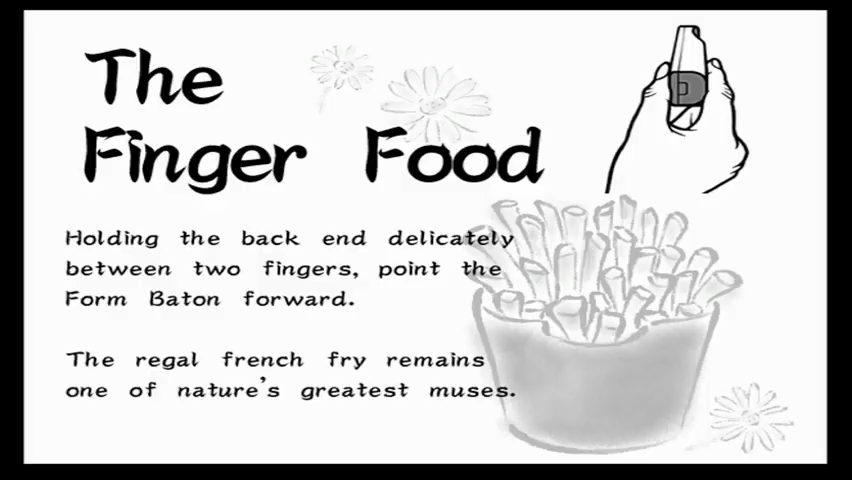 The
Finger Food
Holding the back end delicately
between two fingers, point the
Form Baton forward.
The regal french fry remains
one of nature's greatest muses.